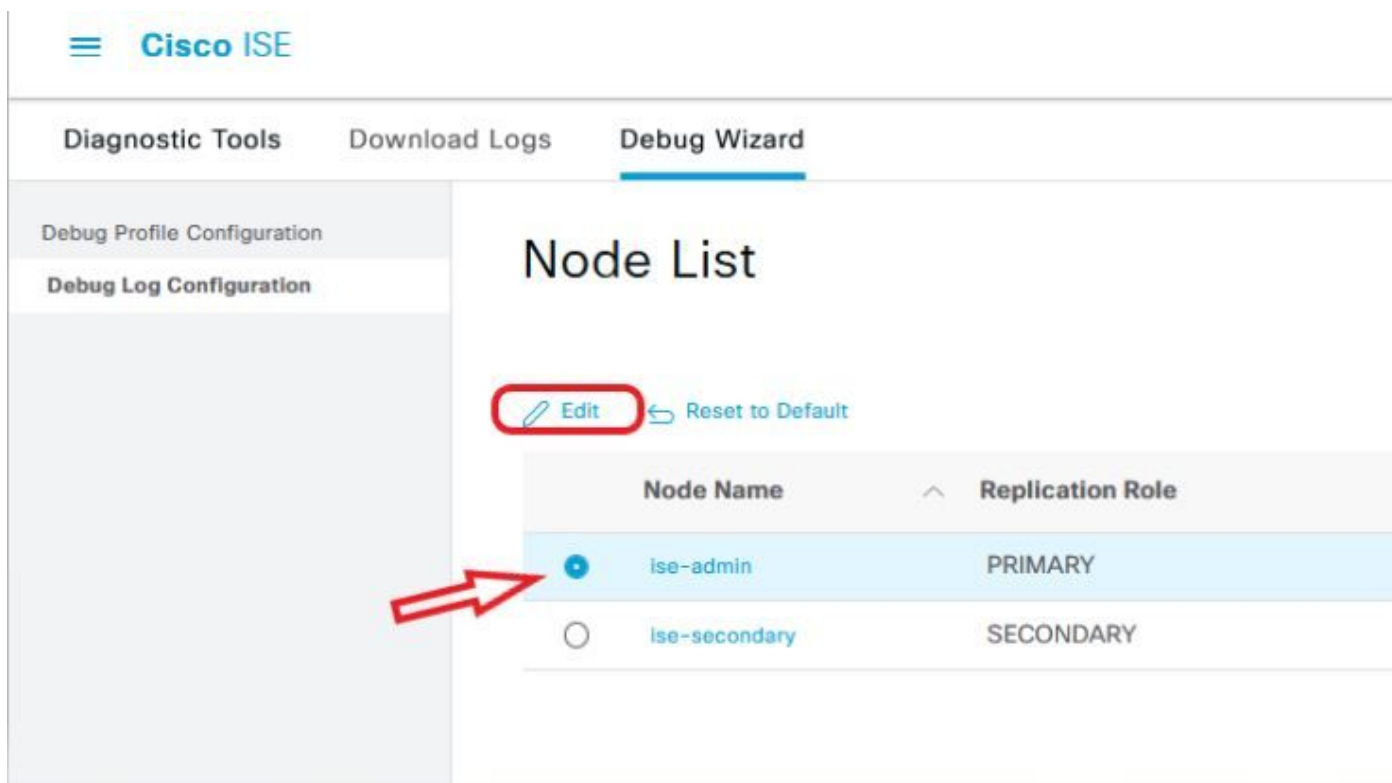 Cisco ISE
Diagnostic Tools Download Logs Debug Wizard
Debug Profile Configuration
Debug Log Configuration
Node List
Edit Reset to Default
Node Name Replication Role
ise-admin PRIMARY
ise-secondary SECONDARY